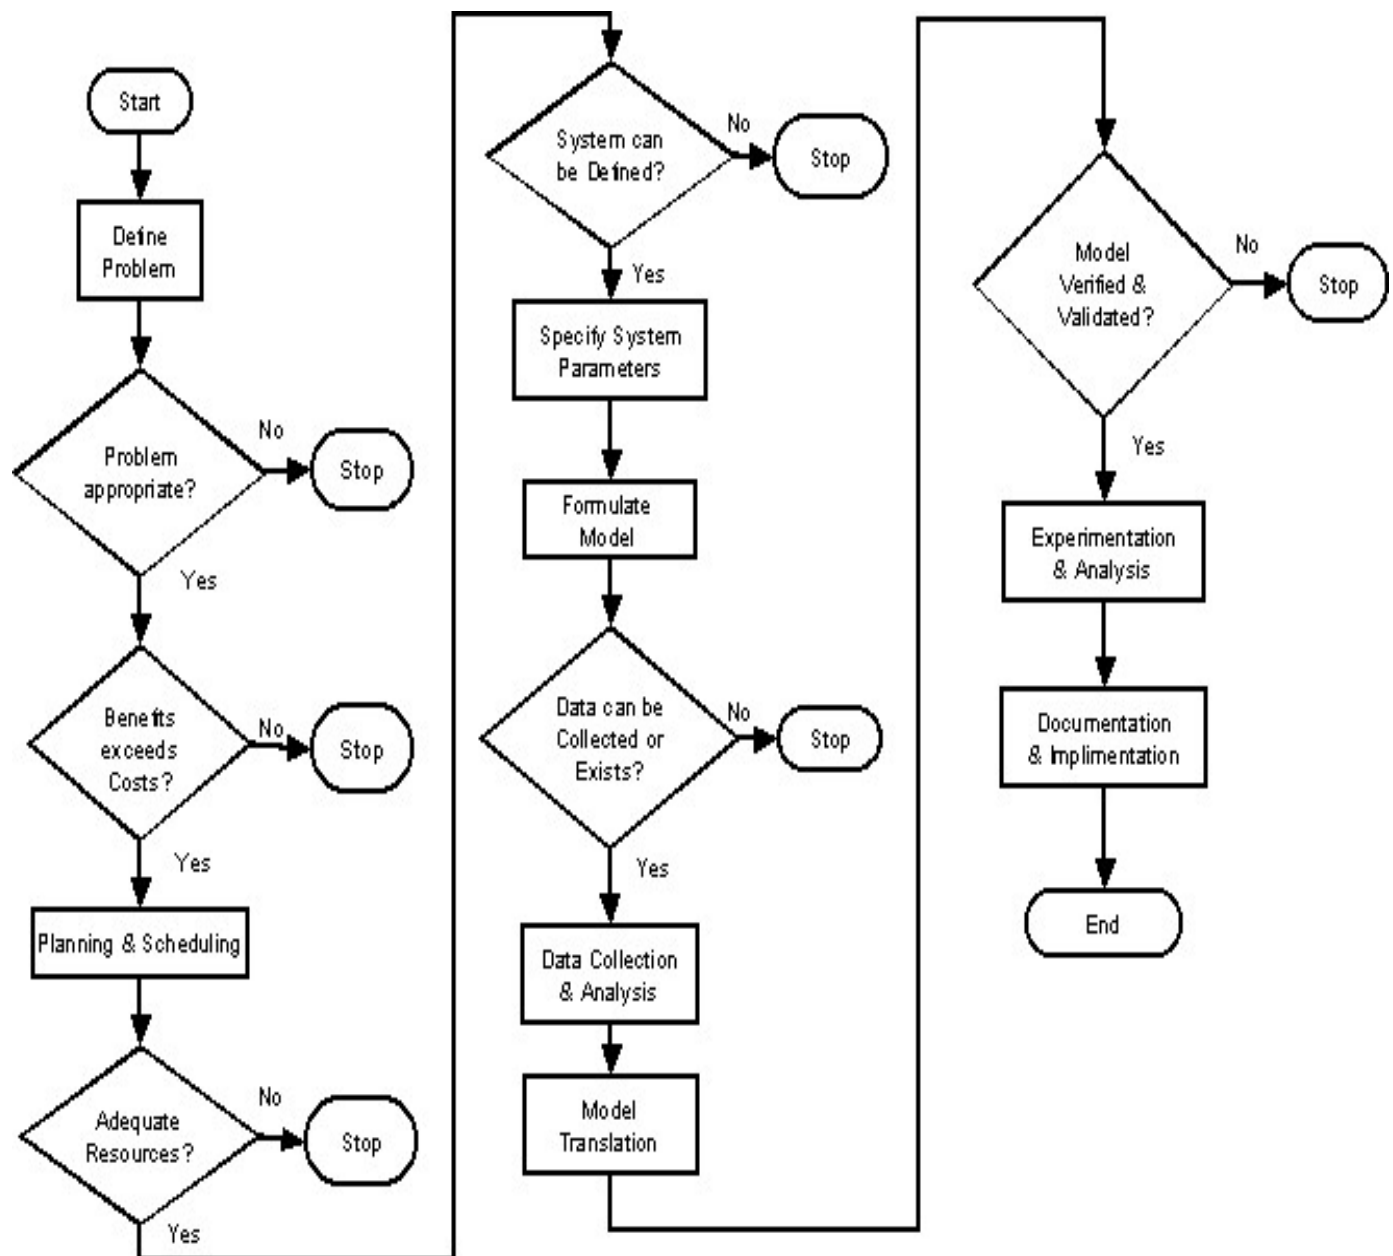 Start
Define
Problem
Problem
appropriate?
No
Stop
Yes
Benefits
exceeds
Costs?
No
Stop
Yes
Planning & Scheduling
Adequate
Resources?
No
Stop
Yes
System can
be Defined?
No
Stop
Yes
Specify System
Parameters
Formulate
Model
Data can be
Collected or
Exists?
No
Stop
Yes
Data Collection
& Analysis
Model
Translation
Model
Verified &
Validated?
No
Stop
Yes
Experimentation
& Analysis
Documentation
& Implimentation
End